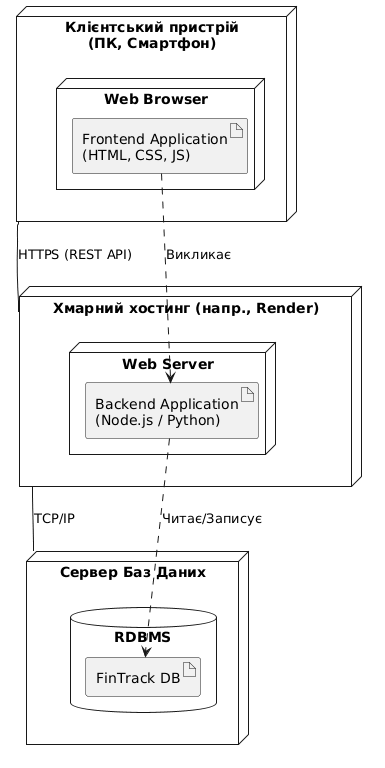 Клієнтський пристрій
(ПК, Смартфон)
Web Browser
Frontend Application
(HTML, CSS, JS)
HTTPS (REST API)
Викликає
Хмарний хостинг (напр., Render)
Web Server
Backend Application
(Node.js / Python)
TCP/IP
Читає/Записує
Сервер Баз Даних
RDBMS
FinTrack DB